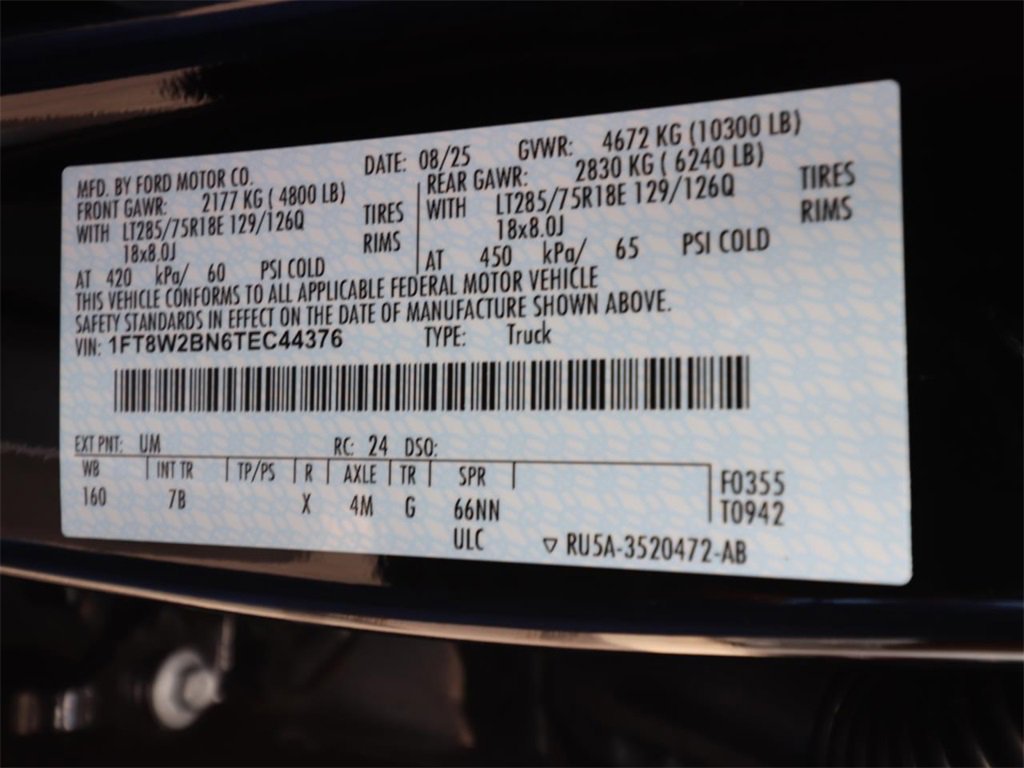 MFD. BY FORD MOTOR CO. DATE: 08/25 GVWR: 4672 KG (10300 LB)
FRONT GAWR: 2177 KG ( 4800 LB) REAR GAWR: 2830 KG ( 6240 LB)
WITH LT285/75R18E 129/126Q TIRES WITH LT285/75R18E 129/126Q TIRES
18x8.0J RIMS 18x8.0J RIMS
AT 420 kPa/ 60 PSI COLD AT 450 kPa/ 65 PSI COLD
THIS VEHICLE CONFORMS TO ALL APPLICABLE FEDERAL MOTOR VEHICLE
SAFETY STANDARDS IN EFFECT ON THE DATE OF MANUFACTURE SHOWN ABOVE.
VIN: 1FT8W2BN6TEC44376 TYPE: Truck
EXT PNT: UM RC: 24 DSO:
WB INT TR TP/PS R AXLE TR SPR F0355
160 7B X 4M G 66NN T0942
ULC ▽ RU5A-3520472-AB